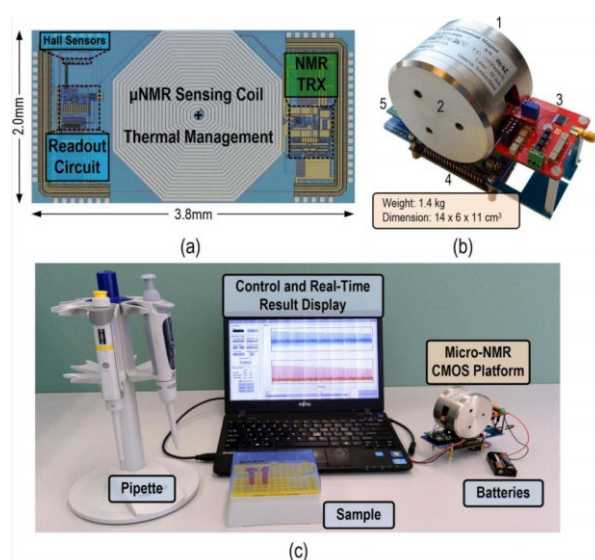 Hall Sensors
µNMR Sensing Coil
Thermal Management
NMR
TRX
Readout
Circuit
2.0mm
3.8mm
(a)
1
2
3
4
5
Weight: 1.4 kg
Dimension: 14 x 6 x 11 cm³
(b)
Control and Real-Time
Result Display
Micro-NMR
CMOS Platform
Pipette
Sample
Batteries
(c)